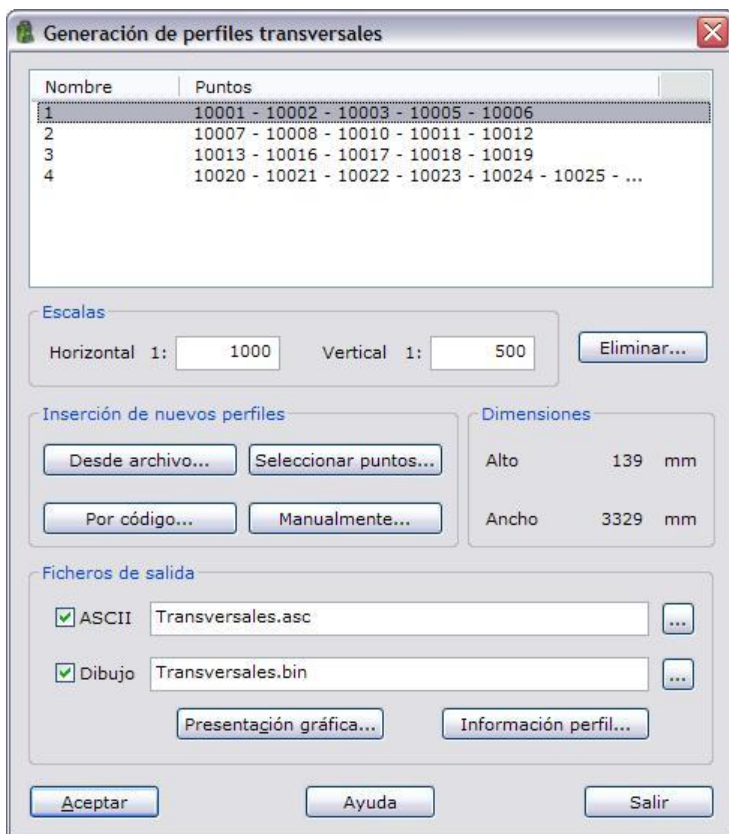 Generación de perfiles transversales
Nombre Puntos
1 10001 - 10002 - 10003 - 10005 - 10006
2 10007 - 10008 - 10010 - 10011 - 10012
3 10013 - 10016 - 10017 - 10018 - 10019
4 10020 - 10021 - 10022 - 10023 - 10024 - 10025 - ...
Escalas
Horizontal 1: 1000 Vertical 1: 500 Eliminar...
Inserción de nuevos perfiles
Desde archivo... Seleccionar puntos...
Por código... Manualmente...
Dimensiones
Alto 139 mm
Ancho 3329 mm
Ficheros de salida
ASCII Transversales.asc ...
Dibujo Transversales.bin ...
Presentación gráfica... Información perfil...
Aceptar Ayuda Salir